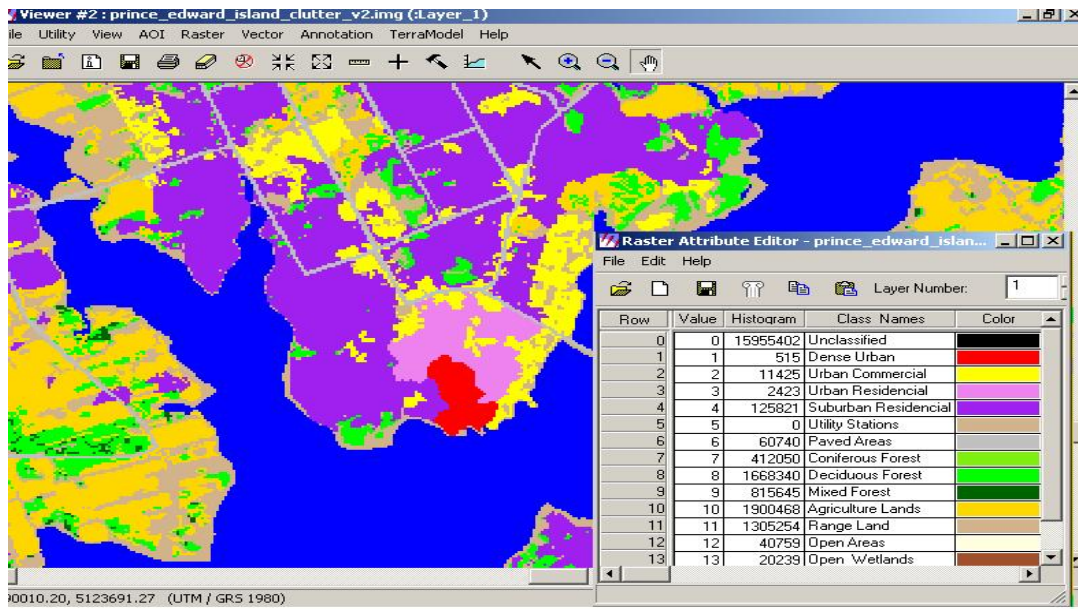 Viewer #2 : prince_edward_island_clutter_v2.img (:Layer_1)
ile Utility View AOI Raster Vector Annotation TerraModel Help
Raster Attribute Editor - prince_edward_islan...
File Edit Help
Layer Number: 1
Row Value Histogram Class Names Color
0 0 15955402 Unclassified
1 1 515 Dense Urban
2 2 11425 Urban Commercial
3 3 2423 Urban Residencial
4 4 125821 Suburban Residencial
5 5 0 Utility Stations
6 6 60740 Paved Areas
7 7 412050 Coniferous Forest
8 8 1668340 Deciduous Forest
9 9 815645 Mixed Forest
10 10 1900468 Agriculture Lands
11 11 1305254 Range Land
12 12 40759 Open Areas
13 13 20239 Open Wetlands
90010.20, 5123691.27 (UTM / GRS 1980)